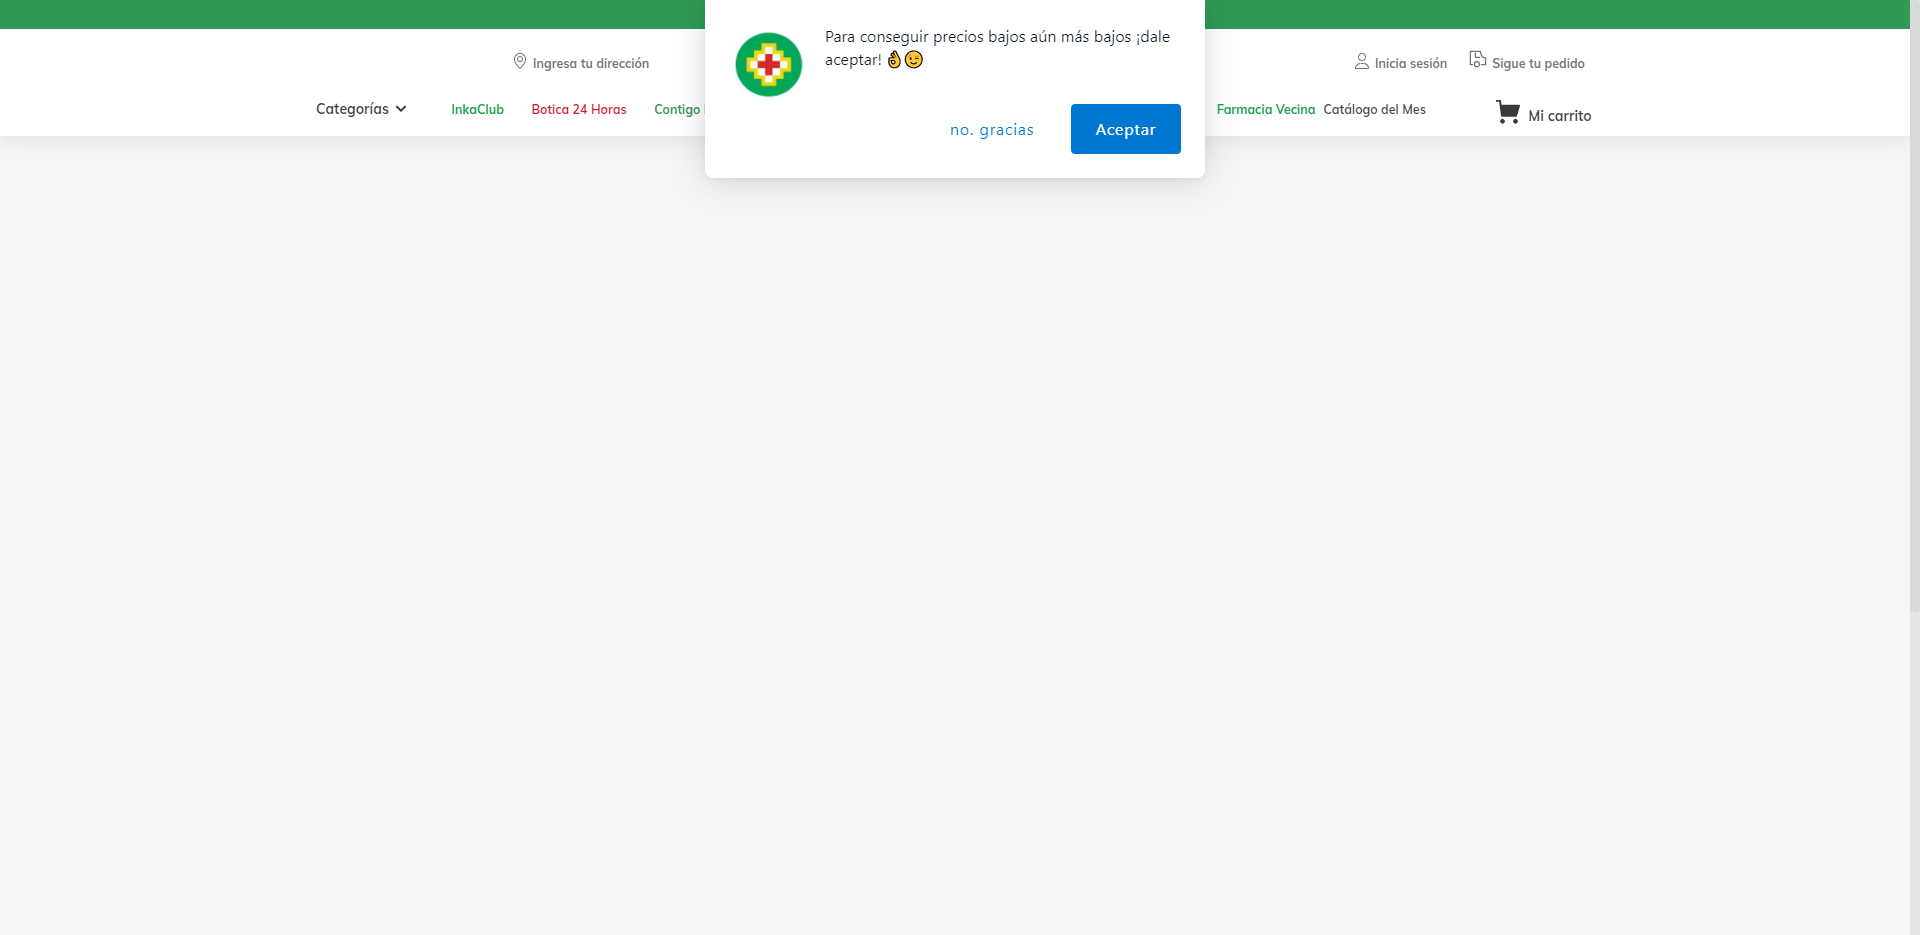 Para conseguir precios bajos aún más bajos ¡dale
aceptar! 👌😉
no. gracias
Aceptar
Ingresa tu dirección
Inicia sesión
Sigue tu pedido
Categorías
InkaClub
Botica 24 Horas
Contigo
Farmacia Vecina
Catálogo del Mes
Mi carrito